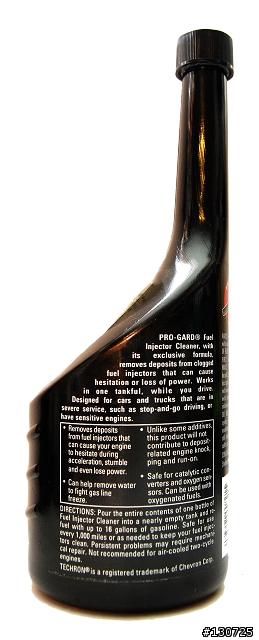 PRO-GARD® Fuel
Injector Cleaner, with
its exclusive formula,
removes deposits from clogged
fuel injectors that can cause
hesitation or loss of power. Works
in one tankful, while you drive.
Designed for cars and trucks that are in
severe service, such as stop-and-go driving, or
have sensitive engines.
• Removes deposits
from fuel injectors that
can cause your engine
to hesitate during
acceleration, stumble
and even lose power.
• Can help remove water
to fight gas line
freeze.
• Unlike some additives,
this product will not
contribute to deposit-
related engine knock,
ping and run-on.
• Safe for catalytic con-
verters and oxygen sen-
sors. Can be used with
oxygenated fuels.
DIRECTIONS: Pour the entire contents of one bottle of
Fuel Injector Cleaner into a nearly empty tank and re-
fuel with up to 16 gallons of gasoline. Safe for use
every 1,000 miles or as needed to keep your fuel injec-
tors clean. Persistent problems may require mechani-
cal repair. Not recommended for air-cooled two-cycle
engines.
TECHRON® is a registered trademark of Chevron Corp.
#130725